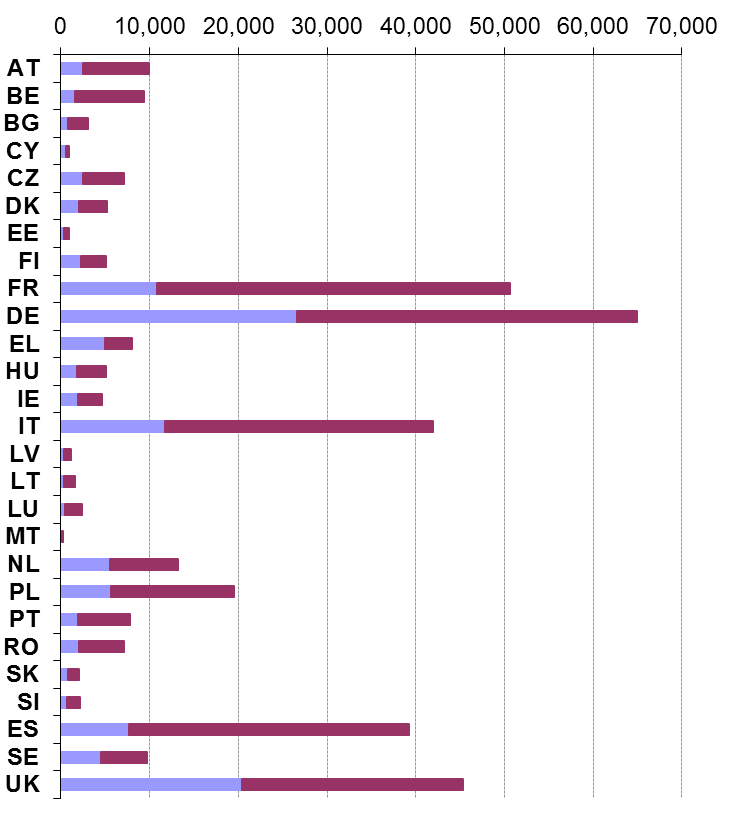 0 10,000 20,000 30,000 40,000 50,000 60,000 70,000
AT
BE
BG
CY
CZ
DK
EE
FI
FR
DE
EL
HU
IE
IT
LV
LT
LU
MT
NL
PL
PT
RO
SK
SI
ES
SE
UK